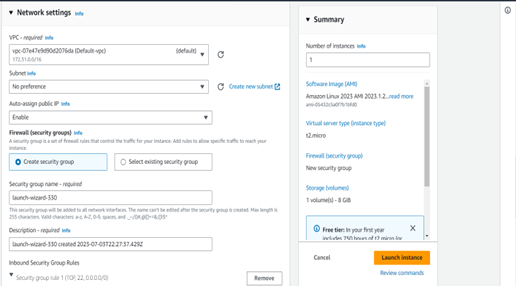 Network settings Info
VPC - required Info
vpc-07e47e9d90d2076da (Default-vpc) (default)
172.31.0.0/16
Subnet Info
No preference
Create new subnet
Auto-assign public IP Info
Enable
Firewall (security groups) Info
A security group is a set of firewall rules that control the traffic for your instance. Add rules to allow specific traffic to reach your
instance.
Create security group
Select existing security group
Security group name - required
launch-wizard-330
This security group will be added to all network interfaces. The name can't be edited after the security group is created. Max length is
255 characters. Valid characters: a-z, A-Z, 0-9, spaces, and
Description - required Info
launch-wizard-330 created 2023-07-03T22:27:37.429Z
Inbound Security Group Rules
Security group rule 1 (TCP, 22, 0.0.0.0/0)
Remove
Summary
Number of instances Info
1
Software Image (AMI)
Amazon Linux 2023 AMI 2023.1.2...read more
Virtual server type (instance type)
t2.micro
Firewall (security group)
New security group
Storage (volumes)
1 volume(s) - 8 GiB
Free tier: In your first
year includes
750 hours of t2.micro (or
Cancel
Launch instance
Review commands